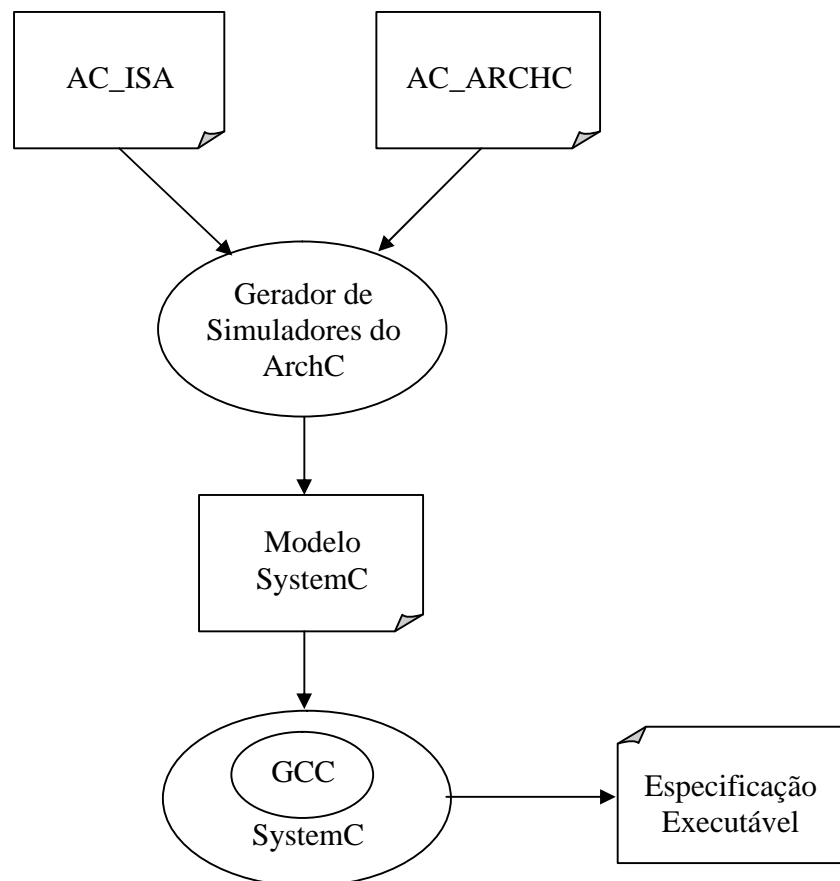 AC_ISA
AC_ARCHC
Gerador de
Simuladores do
ArchC
Modelo
SystemC
GCC
SystemC
Especificação
Executável